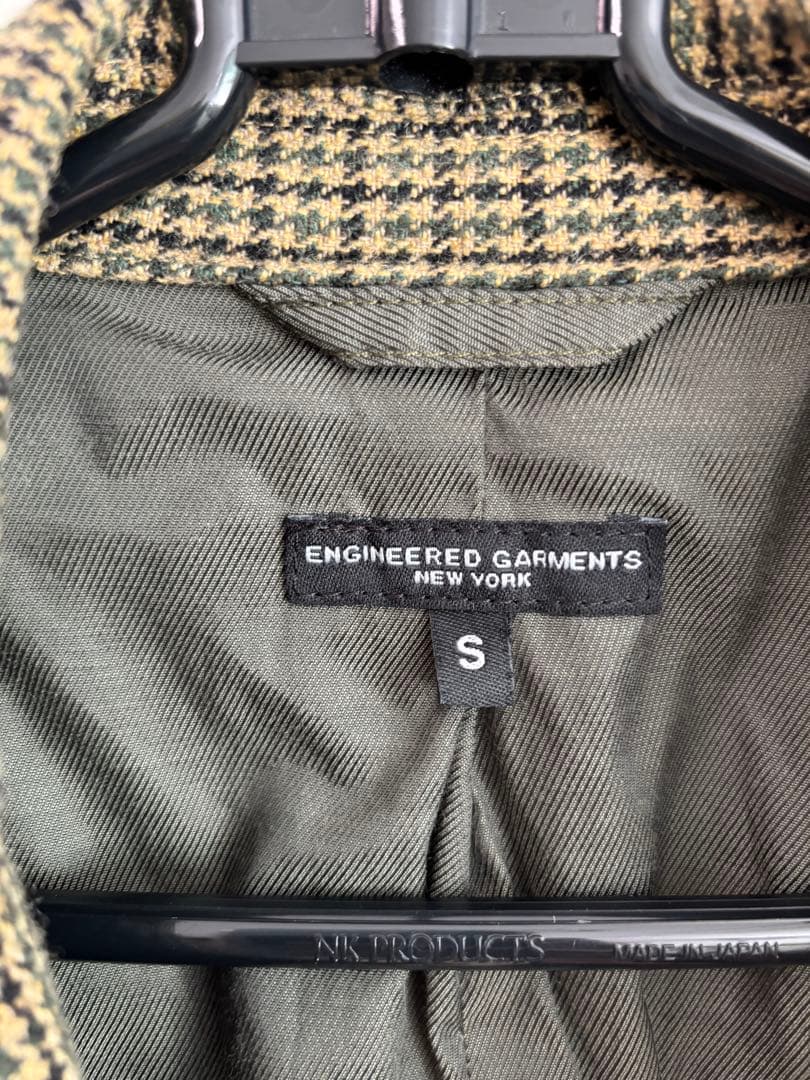 ENGINEERED GARMENTS
NEW YORK
S
NK PRODUCTS MADE IN JAPAN